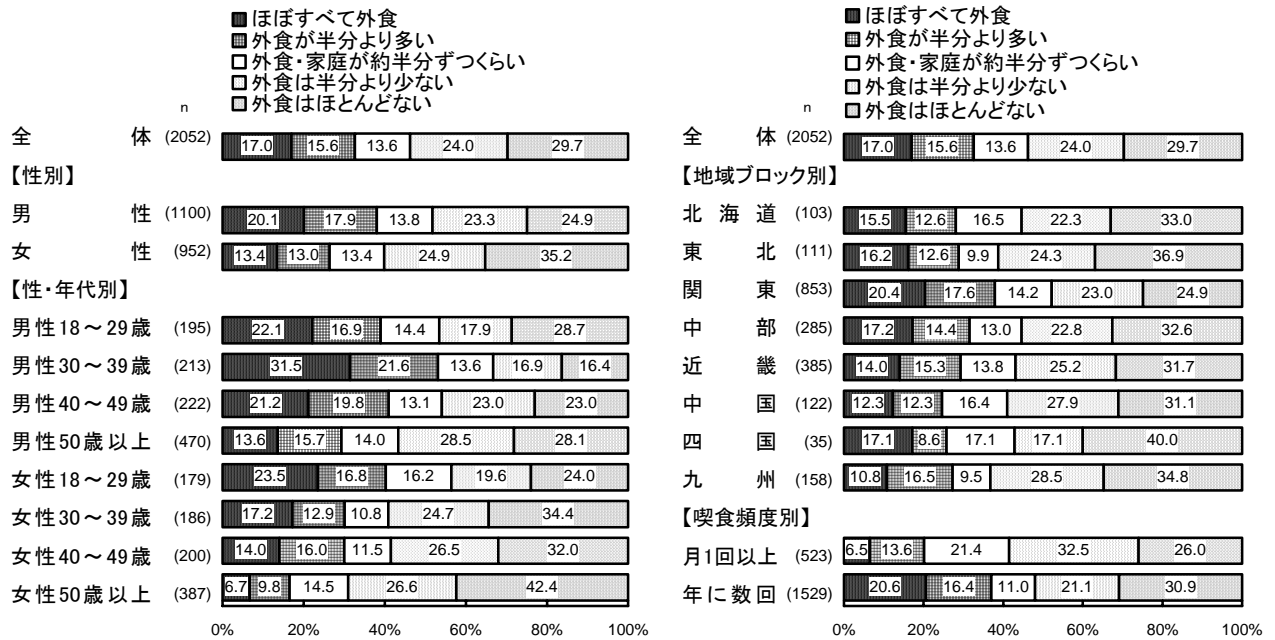 ■ほぼすべて外食
▦外食が半分より多い
□外食・家庭が約半分ずつくらい
□外食は半分より少ない
□外食はほとんどない
n
全体 (2052) 17.0 15.6 13.6 24.0 29.7
【性別】
男性 (1100) 20.1 17.9 13.8 23.3 24.9
女性 (952) 13.4 13.0 13.4 24.9 35.2
【性・年代別】
男性18～29歳 (195) 22.1 16.9 14.4 17.9 28.7
男性30～39歳 (213) 31.5 21.6 13.6 16.9 16.4
男性40～49歳 (222) 21.2 19.8 13.1 23.0 23.0
男性50歳以上 (470) 13.6 15.7 14.0 28.5 28.1
女性18～29歳 (179) 23.5 16.8 16.2 19.6 24.0
女性30～39歳 (186) 17.2 12.9 10.8 24.7 34.4
女性40～49歳 (200) 14.0 16.0 11.5 26.5 32.0
女性50歳以上 (387) 6.7 9.8 14.5 26.6 42.4
0% 20% 40% 60% 80% 100%
■ほぼすべて外食
▦外食が半分より多い
□外食・家庭が約半分ずつくらい
□外食は半分より少ない
□外食はほとんどない
n
全体 (2052) 17.0 15.6 13.6 24.0 29.7
【地域ブロック別】
北海道 (103) 15.5 12.6 16.5 22.3 33.0
東北 (111) 16.2 12.6 9.9 24.3 36.9
関東 (853) 20.4 17.6 14.2 23.0 24.9
中部 (285) 17.2 14.4 13.0 22.8 32.6
近畿 (385) 14.0 15.3 13.8 25.2 31.7
中国 (122) 12.3 12.3 16.4 27.9 31.1
四国 (35) 17.1 8.6 17.1 17.1 40.0
九州 (158) 10.8 16.5 9.5 28.5 34.8
【喫食頻度別】
月1回以上 (523) 6.5 13.6 21.4 32.5 26.0
年に数回 (1529) 20.6 16.4 11.0 21.1 30.9
0% 20% 40% 60% 80% 100%